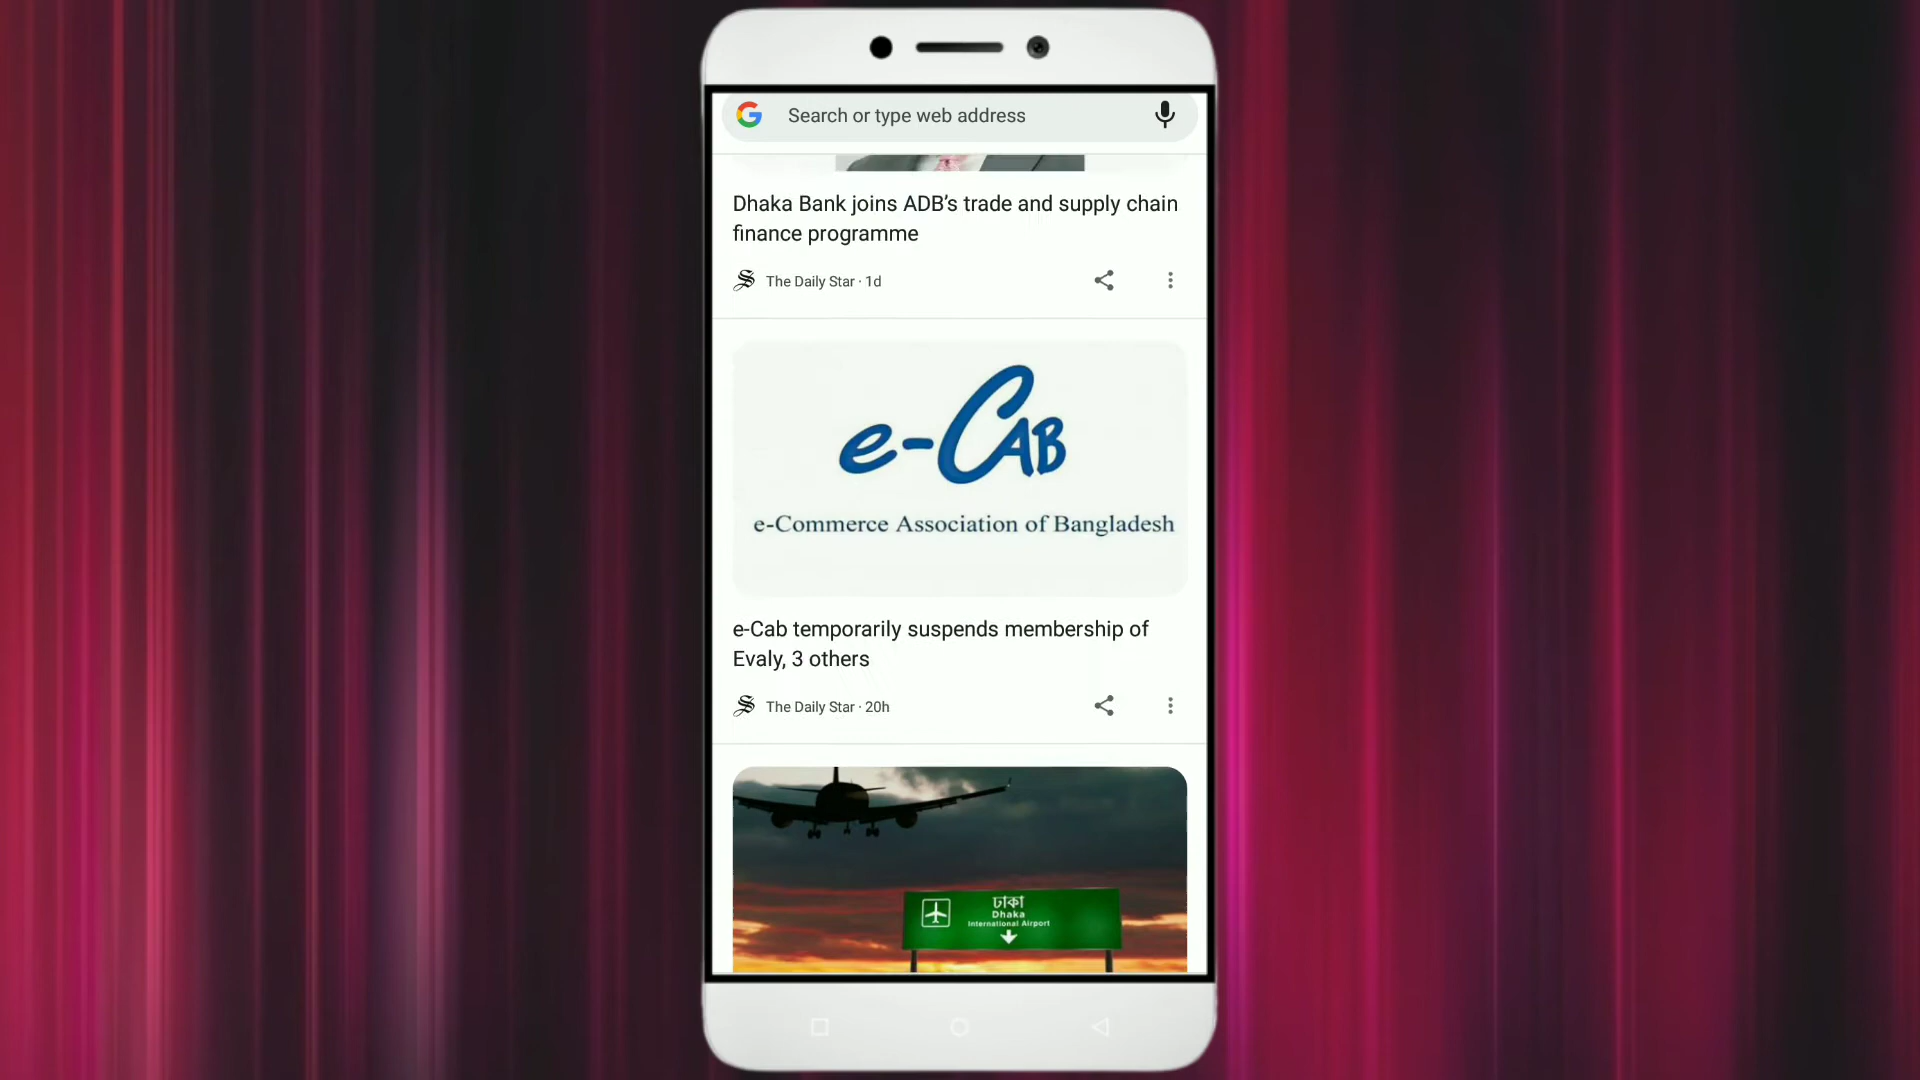 Search or type web address
Dhaka Bank joins ADB’s trade and supply chain
finance programme
The Daily Star · 1d
e-CAB
e-Commerce Association of Bangladesh
e-Cab temporarily suspends membership of
Evaly, 3 others
The Daily Star · 20h
ঢাকা
Dhaka
International Airport